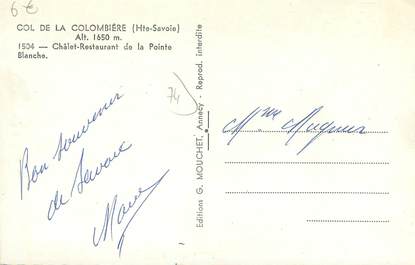 6€
COL DE LA COLOMBIÈRE (Hte-Savoie)
Alt. 1650 m.
1504 — Châlet-Restaurant de la Pointe
Blanche.
74
Bon souvenir
de Savoie
Editions G. MOUCHET, Annecy - Reprod. interdite
Mme